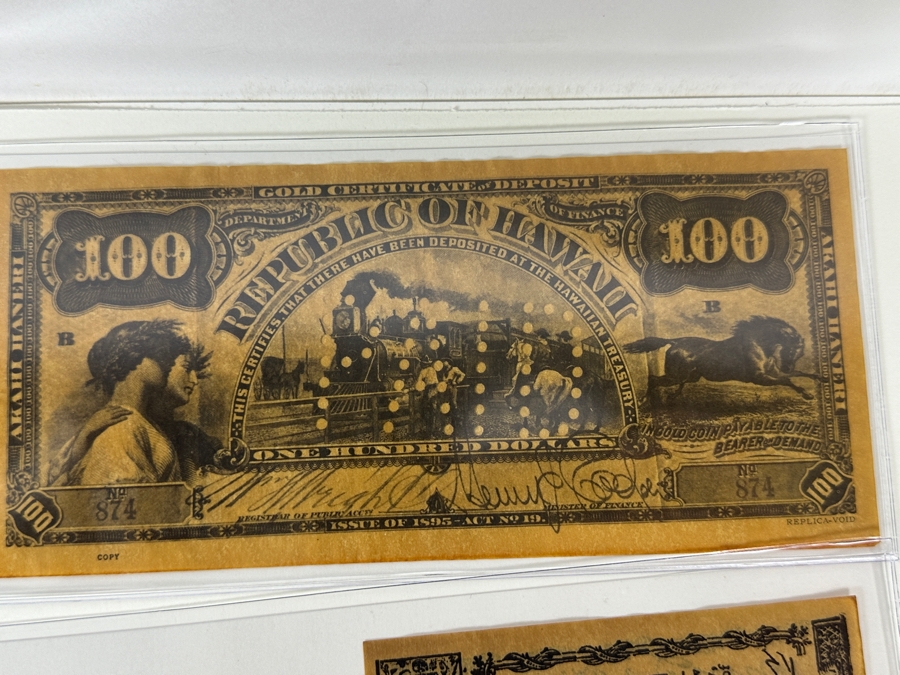 GOLD CERTIFICATE OF DEPOSIT
DEPARTMENT OF FINANCE
REPUBLIC OF HAWAII
100
100
THIS CERTIFIES THAT THERE HAVE BEEN DEPOSITED AT THE HAWAIIAN TREASURY
B
B
AKAHI HANERI
AKAHI HANERI
IN GOLD COIN PAYABLE TO THE
BEARER ON DEMAND
ONE HUNDRED DOLLARS
No
874
No
874
100
100
REGISTRAR OF PUBLIC ACCTS
MINISTER OF FINANCE
ISSUE OF 1895-ACT No 19.
REPLICA-VOID
COPY